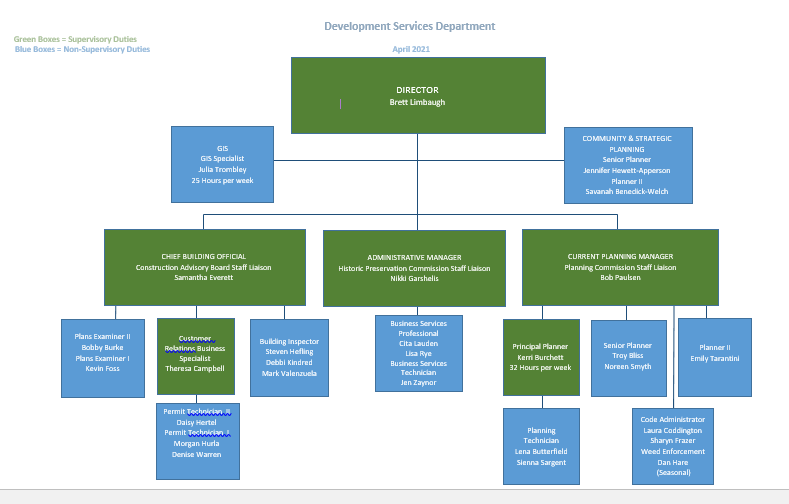 Development Services Department
Green Boxes = Supervisory Duties
Blue Boxes = Non-Supervisory Duties
April 2021
DIRECTOR
Brett Limbaugh
GIS
GIS Specialist
Julia Trombley
25 Hours per week
COMMUNITY & STRATEGIC
PLANNING
Senior Planner
Jennifer Hewett-Apperson
Planner II
Savanah Benedick-Welch
CHIEF BUILDING OFFICIAL
Construction Advisory Board Staff Liaison
Samantha Everett
ADMINISTRATIVE MANAGER
Historic Preservation Commission Staff Liaison
Nikki Garshelis
CURRENT PLANNING MANAGER
Planning Commission Staff Liaison
Bob Paulsen
Plans Examiner II
Bobby Burke
Plans Examiner I
Kevin Foss
Customer
Relations Business
Specialist
Theresa Campbell
Building Inspector
Steven Hefling
Debbi Kindred
Mark Valenzuela
Business Services
Professional
Cita Lauden
Lisa Rye
Business Services
Technician
Jen Zaynor
Principal Planner
Kerri Burchett
32 Hours per week
Senior Planner
Troy Bliss
Noreen Smyth
Planner II
Emily Tarantini
Permit Technician II
Daisy Hertel
Permit Technician I
Morgan Hurla
Denise Warren
Planning
Technician
Lena Butterfield
Sienna Sargent
Code Administrator
Laura Coddington
Sharyn Frazer
Weed Enforcement
Dan Hare
(Seasonal)